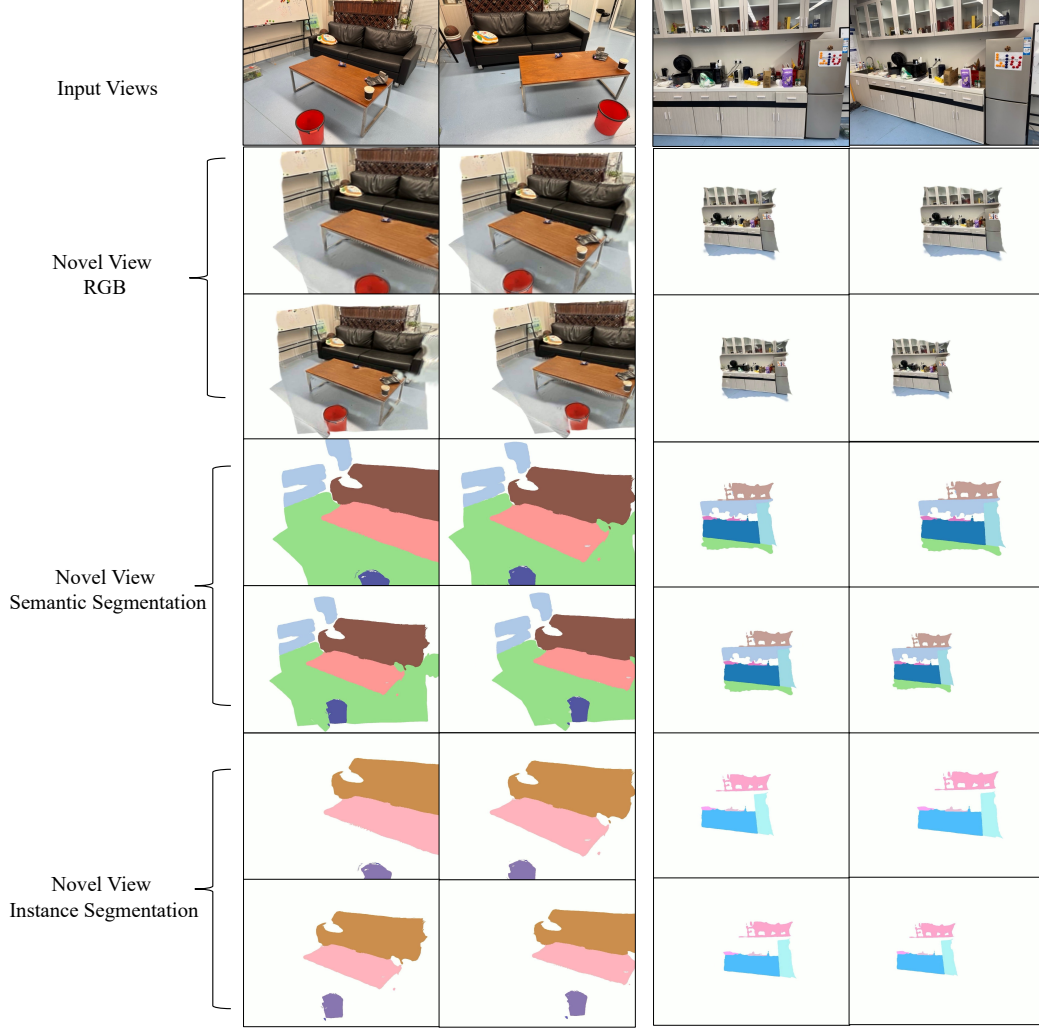 Input Views
Novel View
RGB
Novel View
Semantic Segmentation
Novel View
Instance Segmentation